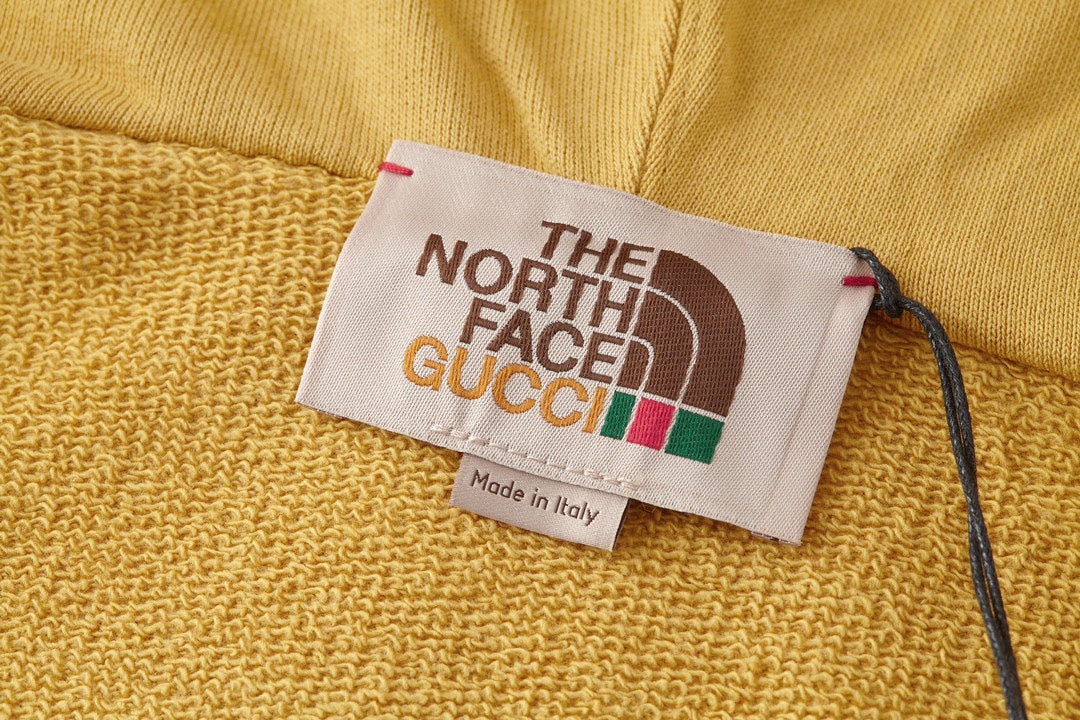 THE
NORTH
FACE
GUCCI
Made in Italy